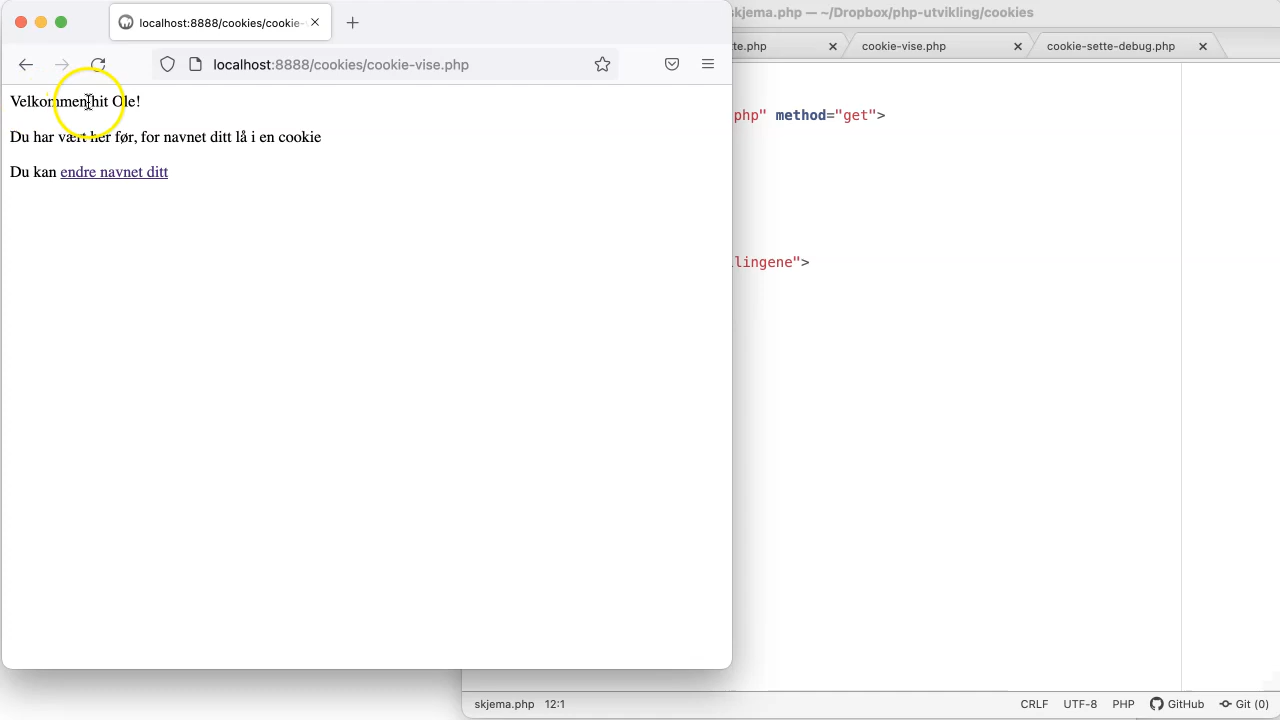 localhost:8888/cookies/cookie-
localhost:8888/cookies/cookie-vise.php
Velkommen hit Ole!
Du har vært her før, for navnet ditt lå i en cookie
Du kan endre navnet ditt
skjema.php — ~/Dropbox/php-utvikling/cookies
te.php
cookie-vise.php
cookie-sette-debug.php
php" method="get">
lingene">
skjema.php 12:1
CRLF UTF-8 PHP GitHub Git (0)